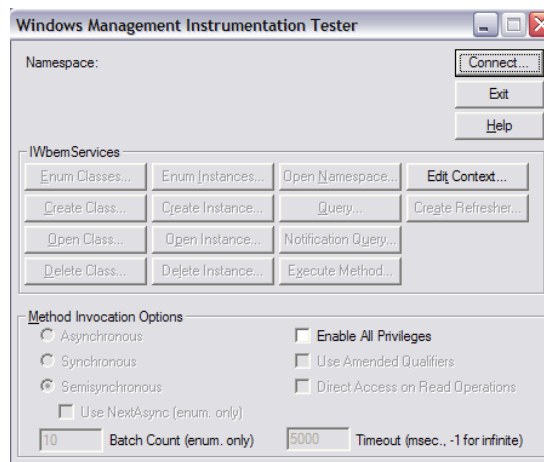 Windows Management Instrumentation Tester
Namespace:
Connect...
Exit
Help
IWbemServices
Enum Classes... Enum Instances... Open Namespace... Edit Context...
Create Class... Create Instance... Query... Create Refresher...
Open Class... Open Instance... Notification Query...
Delete Class... Delete Instance... Execute Method...
Method Invocation Options
Asynchronous Enable All Privileges
Synchronous Use Amended Qualifiers
Semisynchronous Direct Access on Read Operations
Use NextAsync (enum. only)
10 Batch Count (enum. only) 5000 Timeout (msec., -1 for infinite)